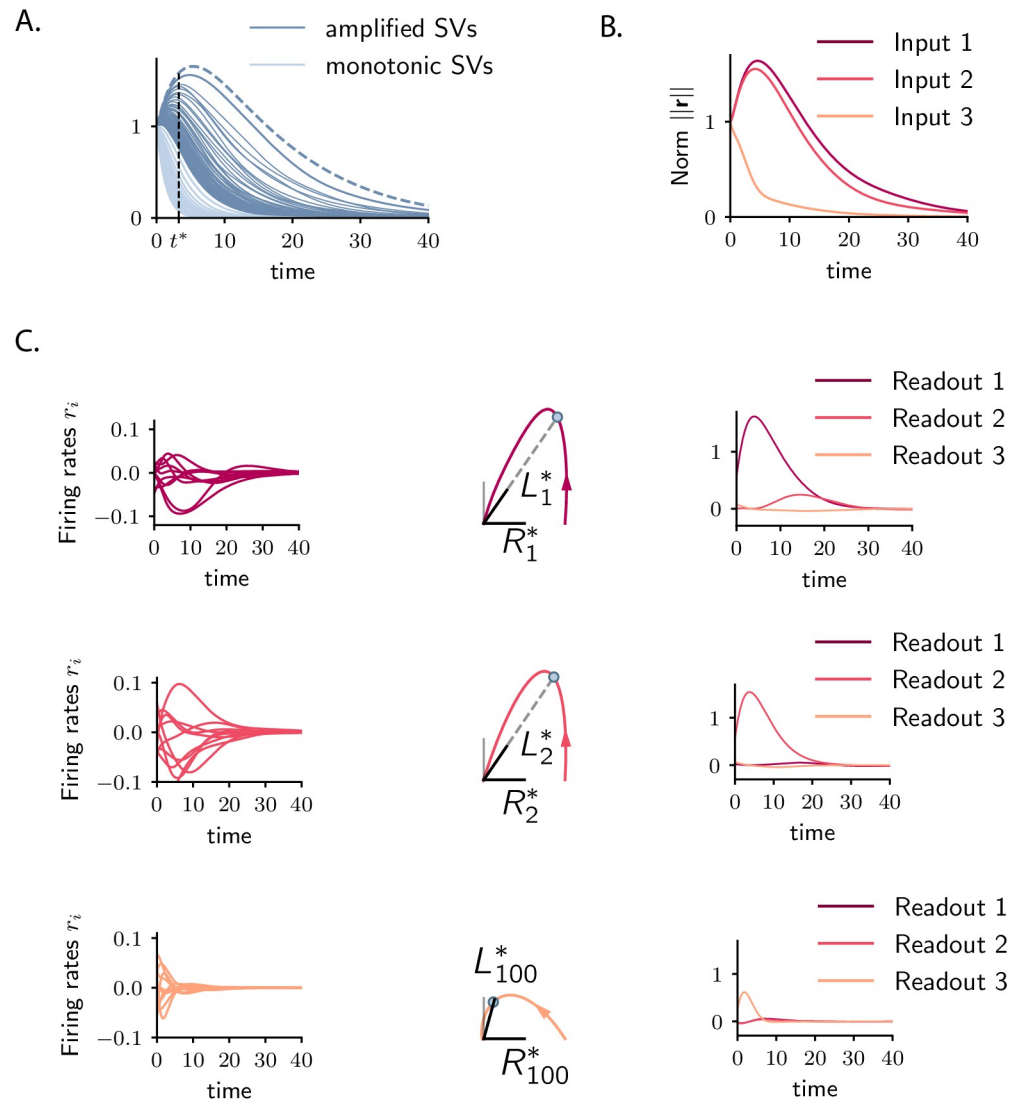 A.
amplified SVs
monotonic SVs
1
0
0 t* 10 20 30 40
time
B.
Input 1
Input 2
Input 3
Norm ||r||
1
0
0 10 20 30 40
time
C.
Firing rates r_i
0.1
0.0
−0.1
0 10 20 30 40
time
L*_1
R*_1
Readout 1
Readout 2
Readout 3
1
0
0 10 20 30 40
time
Firing rates r_i
0.1
0.0
−0.1
0 10 20 30 40
time
L*_2
R*_2
Readout 1
Readout 2
Readout 3
1
0
0 10 20 30 40
time
Firing rates r_i
0.1
0.0
−0.1
0 10 20 30 40
time
L*_100
R*_100
Readout 1
Readout 2
Readout 3
1
0
0 10 20 30 40
time